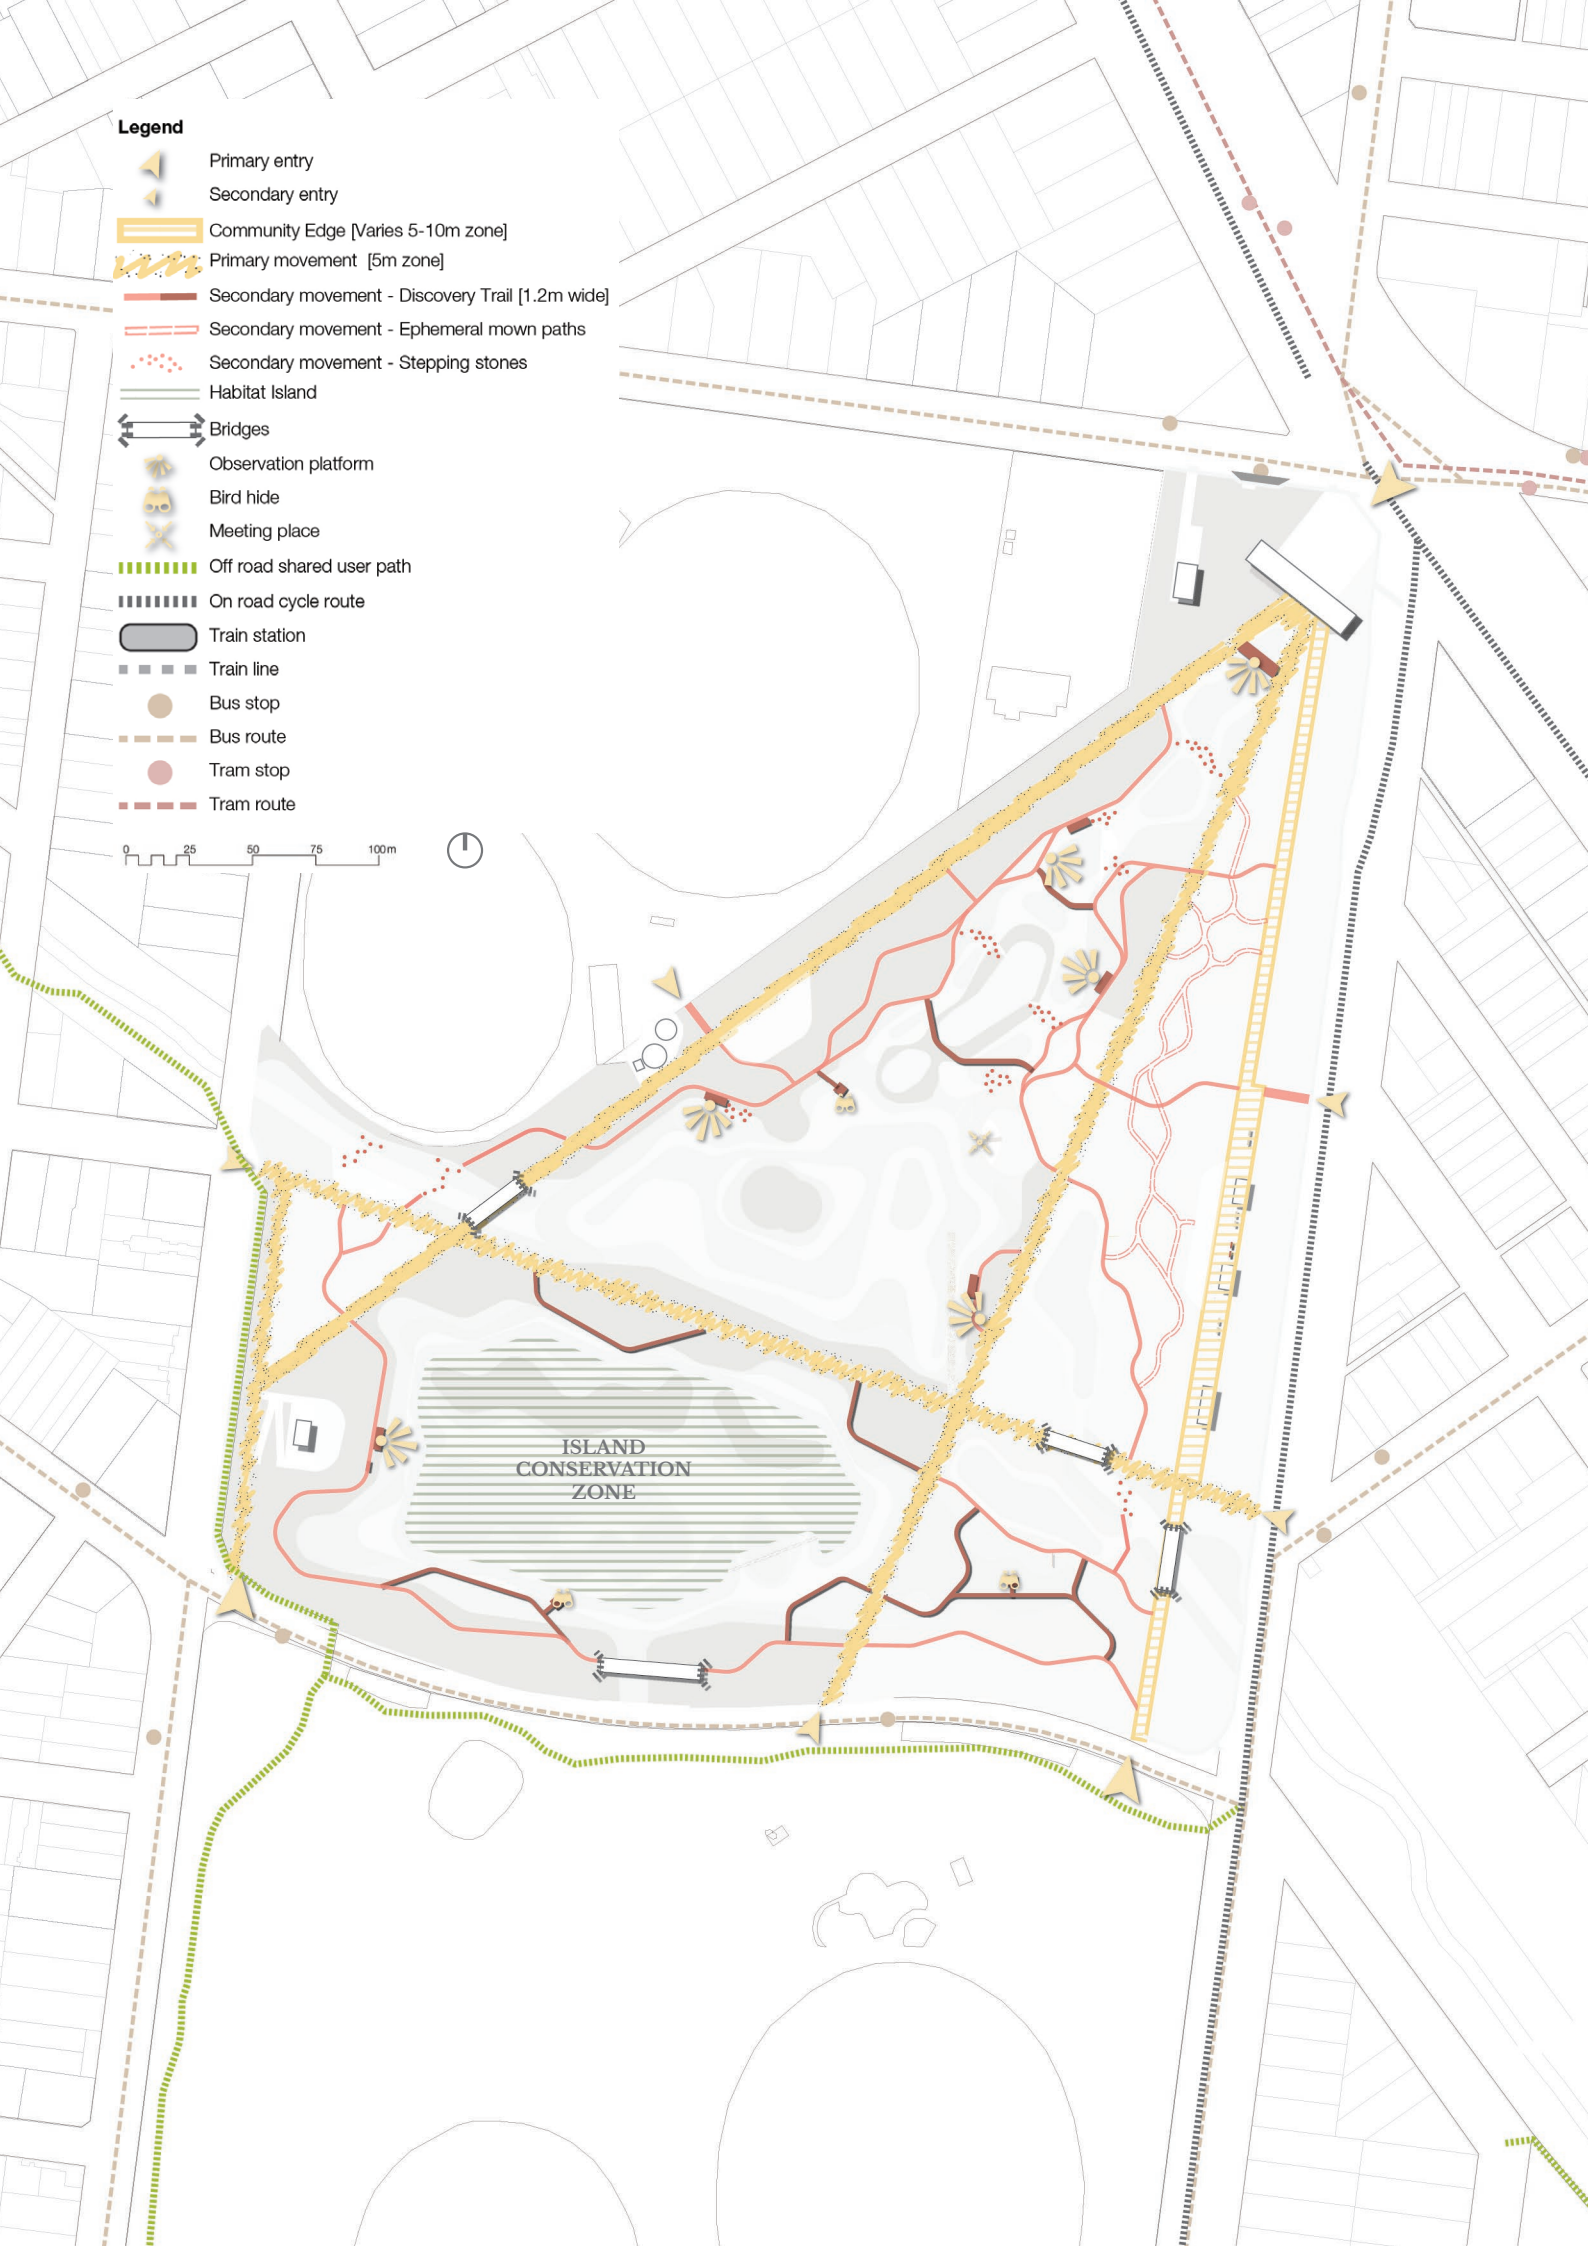 Legend
Primary entry
Secondary entry
Community Edge [Varies 5-10m zone]
Primary movement [5m zone]
Secondary movement - Discovery Trail [1.2m wide]
Secondary movement - Ephemeral mown paths
Secondary movement - Stepping stones
Habitat Island
Bridges
Observation platform
Bird hide
Meeting place
Off road shared user path
On road cycle route
Train station
Train line
Bus stop
Bus route
Tram stop
Tram route
0 25 50 75 100m
ISLAND
CONSERVATION
ZONE